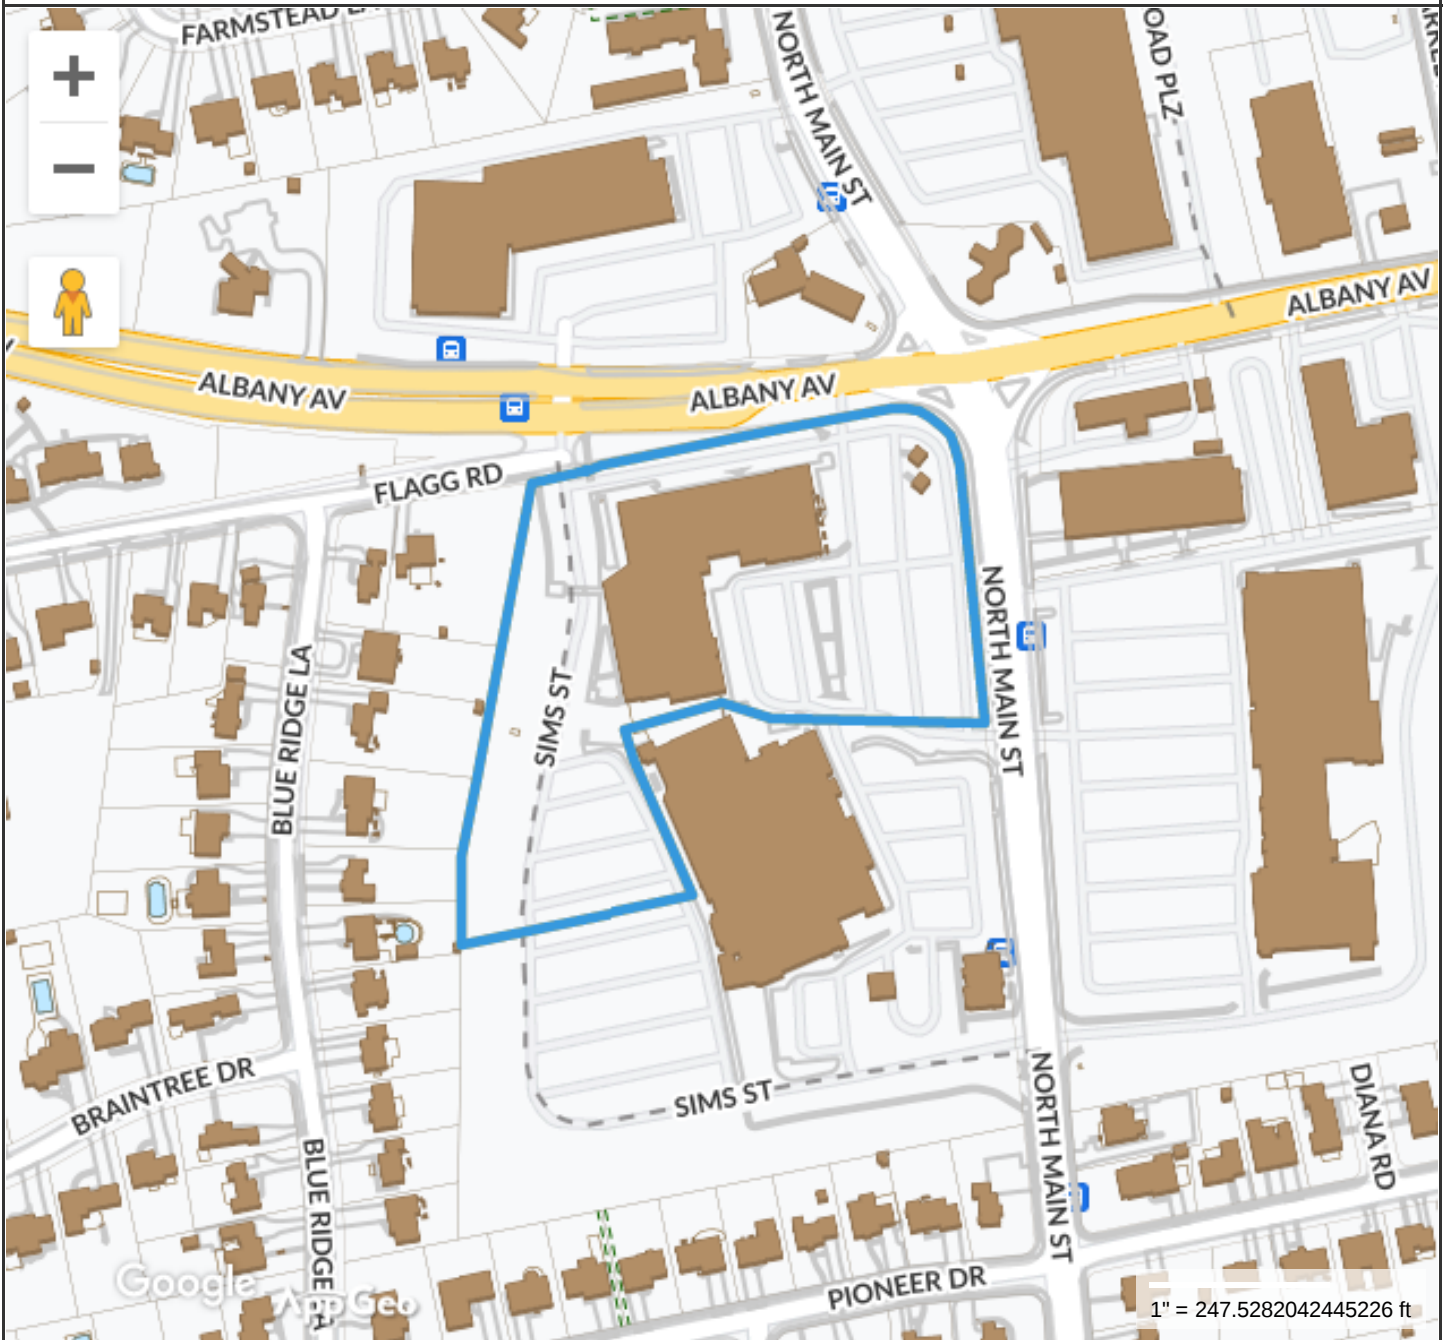 FARMSTEAD LA
NORTH MAIN ST
OAD PLZ
ALBANY AV
ALBANY AV
ALBANY AV
FLAGG RD
NORTH MAIN ST
SIMS ST
BLUE RIDGE LA
SIMS ST
BRAINTREE DR
NORTH MAIN ST
DIANA RD
BLUE RIDGE LA
PIONEER DR
Google
AppGeo
1" = 247.5282042445226 ft